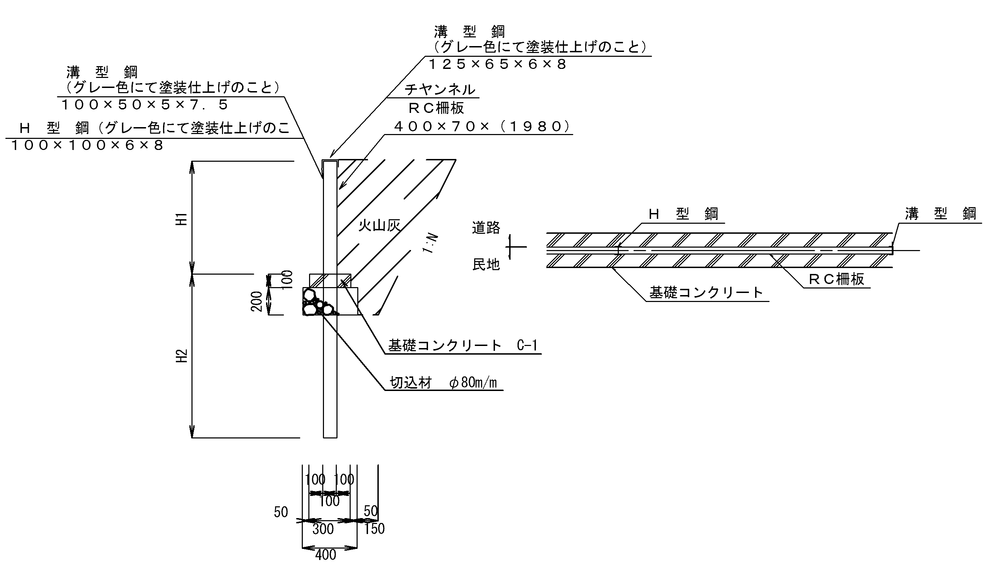 溝　型　鋼
（グレー色にて塗装仕上げのこと）
１２５×６５×６×８
溝　型　鋼
（グレー色にて塗装仕上げのこと）
１００×５０×５×７．５
チヤンネル
ＲＣ柵板
４００×７０×（１９８０）
Ｈ　型　鋼（グレー色にて塗装仕上げのこ
１００×１００×６×８
H1
火山灰
1:N
道路
民地
Ｈ　型　鋼
溝　型　鋼
ＲＣ柵板
基礎コンクリート
100
200
H2
基礎コンクリート　C-1
切込材　φ80m/m
100
100
100
50
50
300
150
400